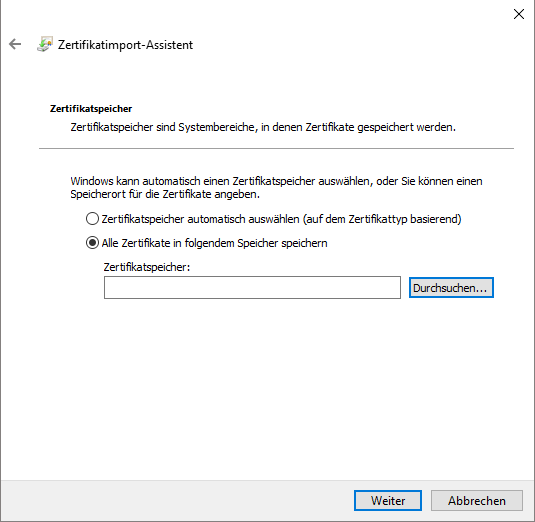 Zertifikatimport-Assistent
Zertifikatspeicher
Zertifikatspeicher sind Systembereiche, in denen Zertifikate gespeichert werden.
Windows kann automatisch einen Zertifikatspeicher auswählen, oder Sie können einen
Speicherort für die Zertifikate angeben.
Zertifikatspeicher automatisch auswählen (auf dem Zertifikattyp basierend)
Alle Zertifikate in folgendem Speicher speichern
Zertifikatspeicher:
Durchsuchen...
Weiter
Abbrechen